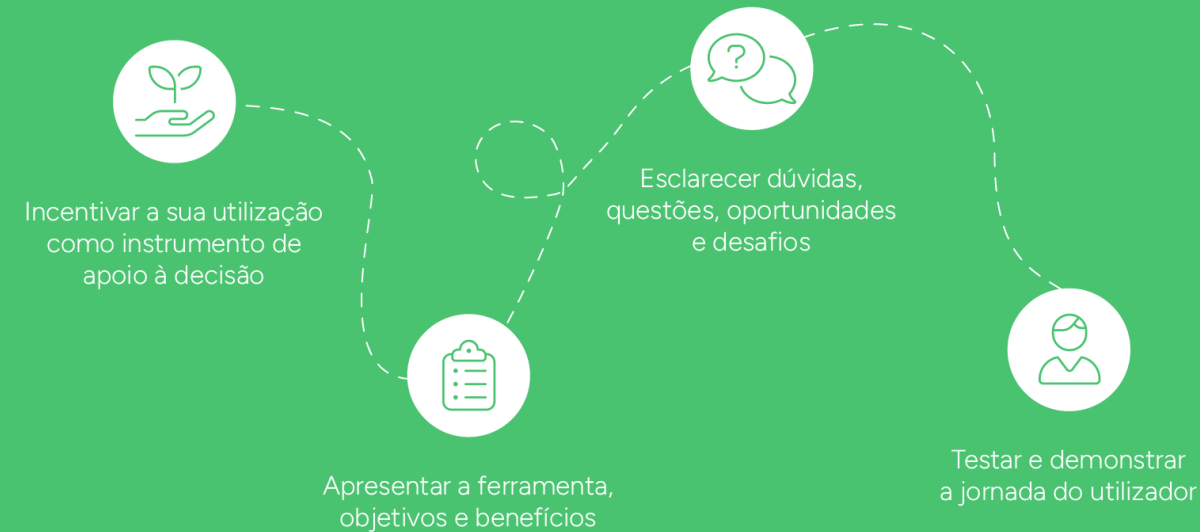 Incentivar a sua utilização
como instrumento de
apoio à decisão
Apresentar a ferramenta,
objetivos e benefícios
?
Esclarecer dúvidas,
questões, oportunidades
e desafios
Testar e demonstrar
a jornada do utilizador